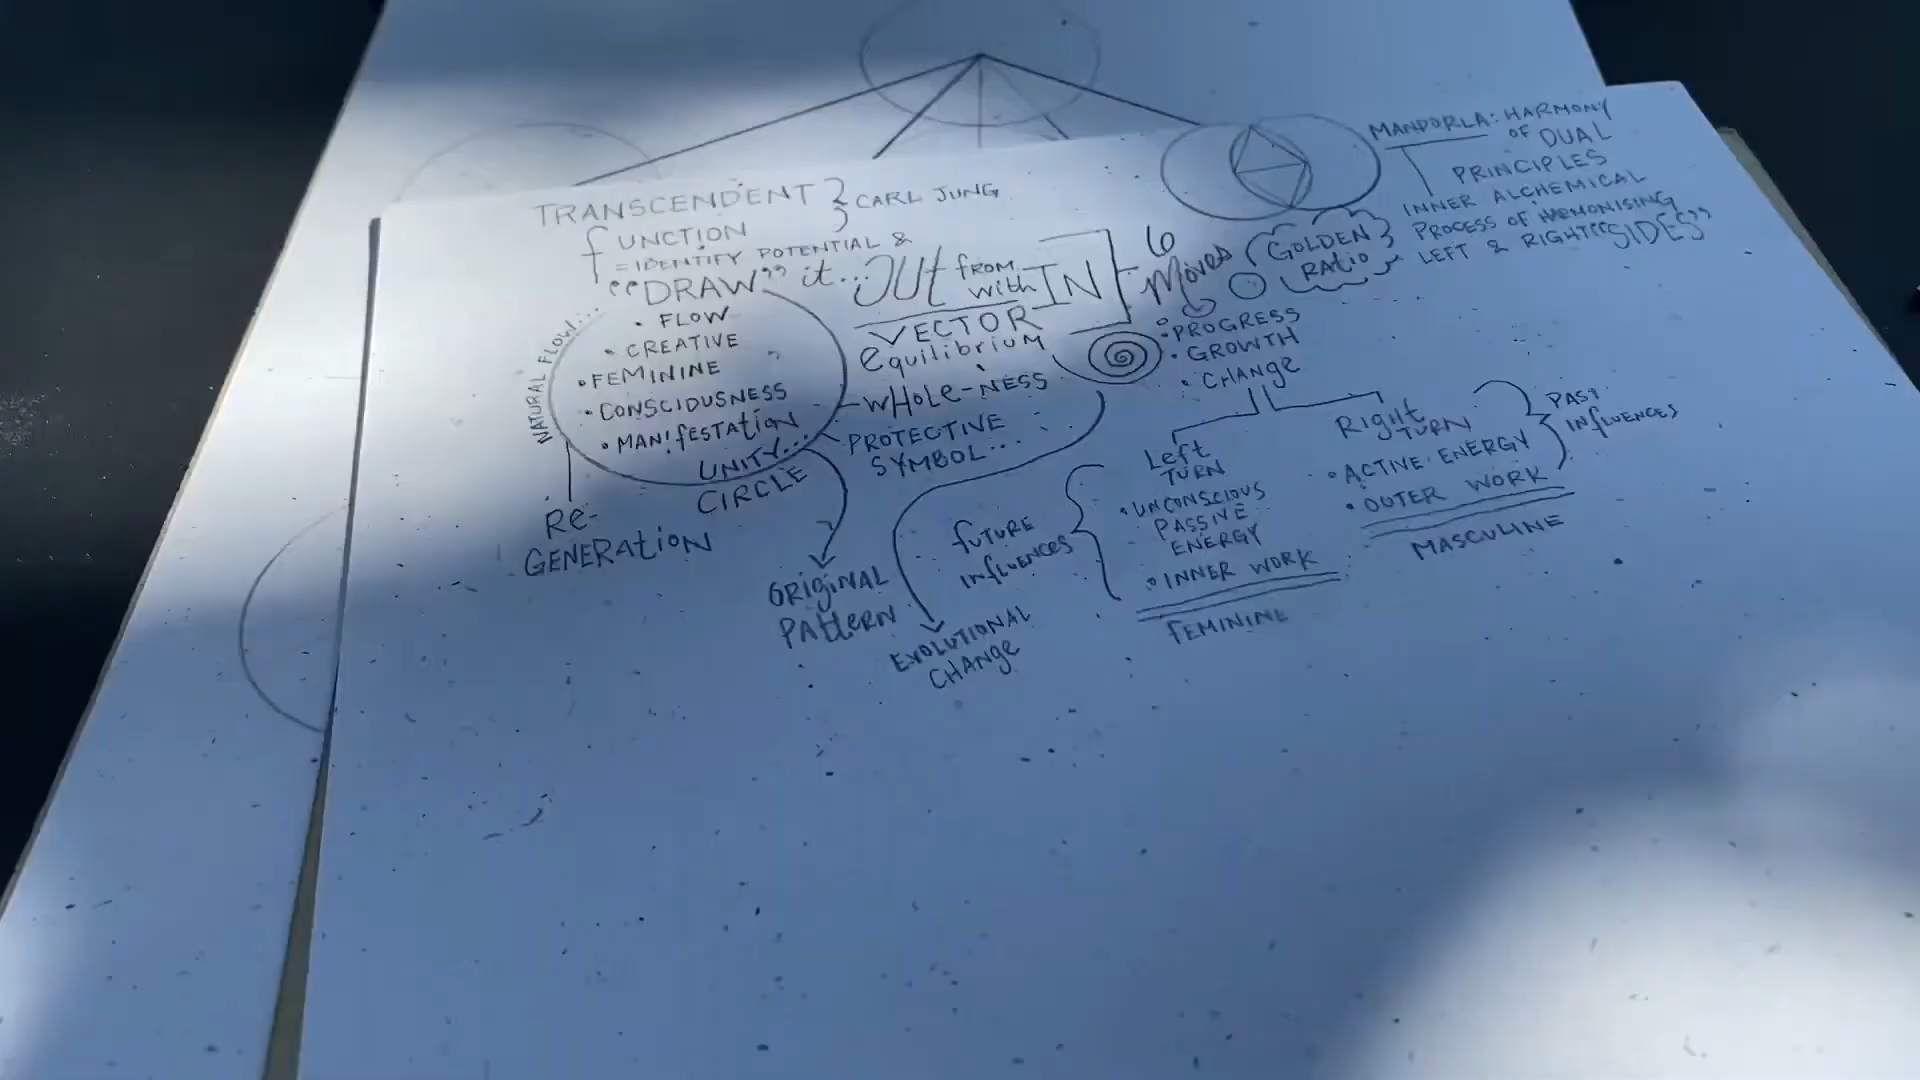 TRANSCENDENT } CARL JUNG
FUNCTION
= IDENTIFY POTENTIAL &
"DRAW" it... OUt from withIN
NATURAL FLOW...
• FLOW
• CREATIVE
• FEMININE
• CONSCIOUSNESS
• MANifESTATION
UNITY...
CIRCLE
Re-
GENERATiON
VECTOR
equilibrium
WHole-NESS
PROTECTIVE
SYMBOL...
ORigiNAL
PAttERN
EVOLUTIONAL
CHANge
6
Moves
(GOLDEN
RATiO
MANDORLA: HARMONY
OF DUAL
PRINCIPLES
INNER ALCHEMICAL
PROCESS OF HARMONISING
LEFT & RIGHT "SIDES"
• PROGRESS
• GROWTH
• CHANge
Left
TURN
• UNCONSCIOUS
PASSIVE
ENERGY
• INNER WORK
FEMININE
fUTURE
INfLUENCES
Right
TURN
• ACTIVE ENERGY
• OUTER WORK
MASCULINE
PAST
INfLUENCES